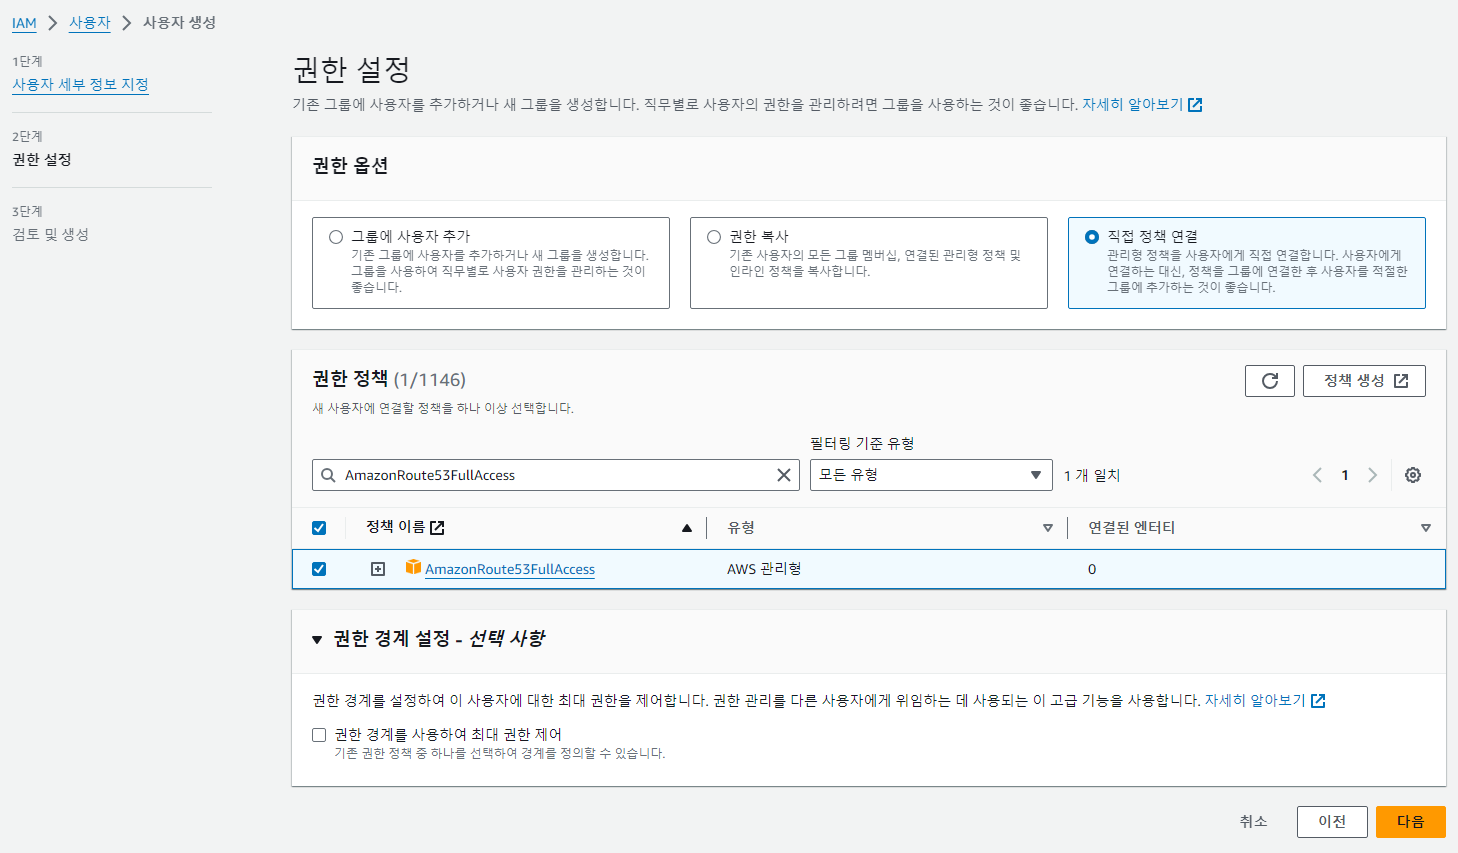 IAM > 사용자 > 사용자 생성
1단계
사용자 세부 정보 지정
2단계
권한 설정
3단계
검토 및 생성
권한 설정
기존 그룹에 사용자를 추가하거나 새 그룹을 생성합니다. 직무별로 사용자의 권한을 관리하려면 그룹을 사용하는 것이 좋습니다. 자세히 알아보기
권한 옵션
그룹에 사용자 추가
기존 그룹에 사용자를 추가하거나 새 그룹을 생성합니다.
그룹을 사용하여 직무별로 사용자 권한을 관리하는 것이
좋습니다.
권한 복사
기존 사용자의 모든 그룹 멤버십, 연결된 관리형 정책 및
인라인 정책을 복사합니다.
직접 정책 연결
관리형 정책을 사용자에게 직접 연결합니다. 사용자에게
연결하는 대신, 정책을 그룹에 연결한 후 사용자를 적절한
그룹에 추가하는 것이 좋습니다.
권한 정책 (1/1146)
정책 생성
새 사용자에 연결할 정책을 하나 이상 선택합니다.
필터링 기준 유형
AmazonRoute53FullAccess
모든 유형
1 개 일치
1
정책 이름
유형
연결된 엔터티
AmazonRoute53FullAccess
AWS 관리형
0
권한 경계 설정 - 선택 사항
권한 경계를 설정하여 이 사용자에 대한 최대 권한을 제어합니다. 권한 관리를 다른 사용자에게 위임하는 데 사용되는 이 고급 기능을 사용합니다. 자세히 알아보기
권한 경계를 사용하여 최대 권한 제어
기존 권한 정책 중 하나를 선택하여 경계를 정의할 수 있습니다.
취소
이전
다음